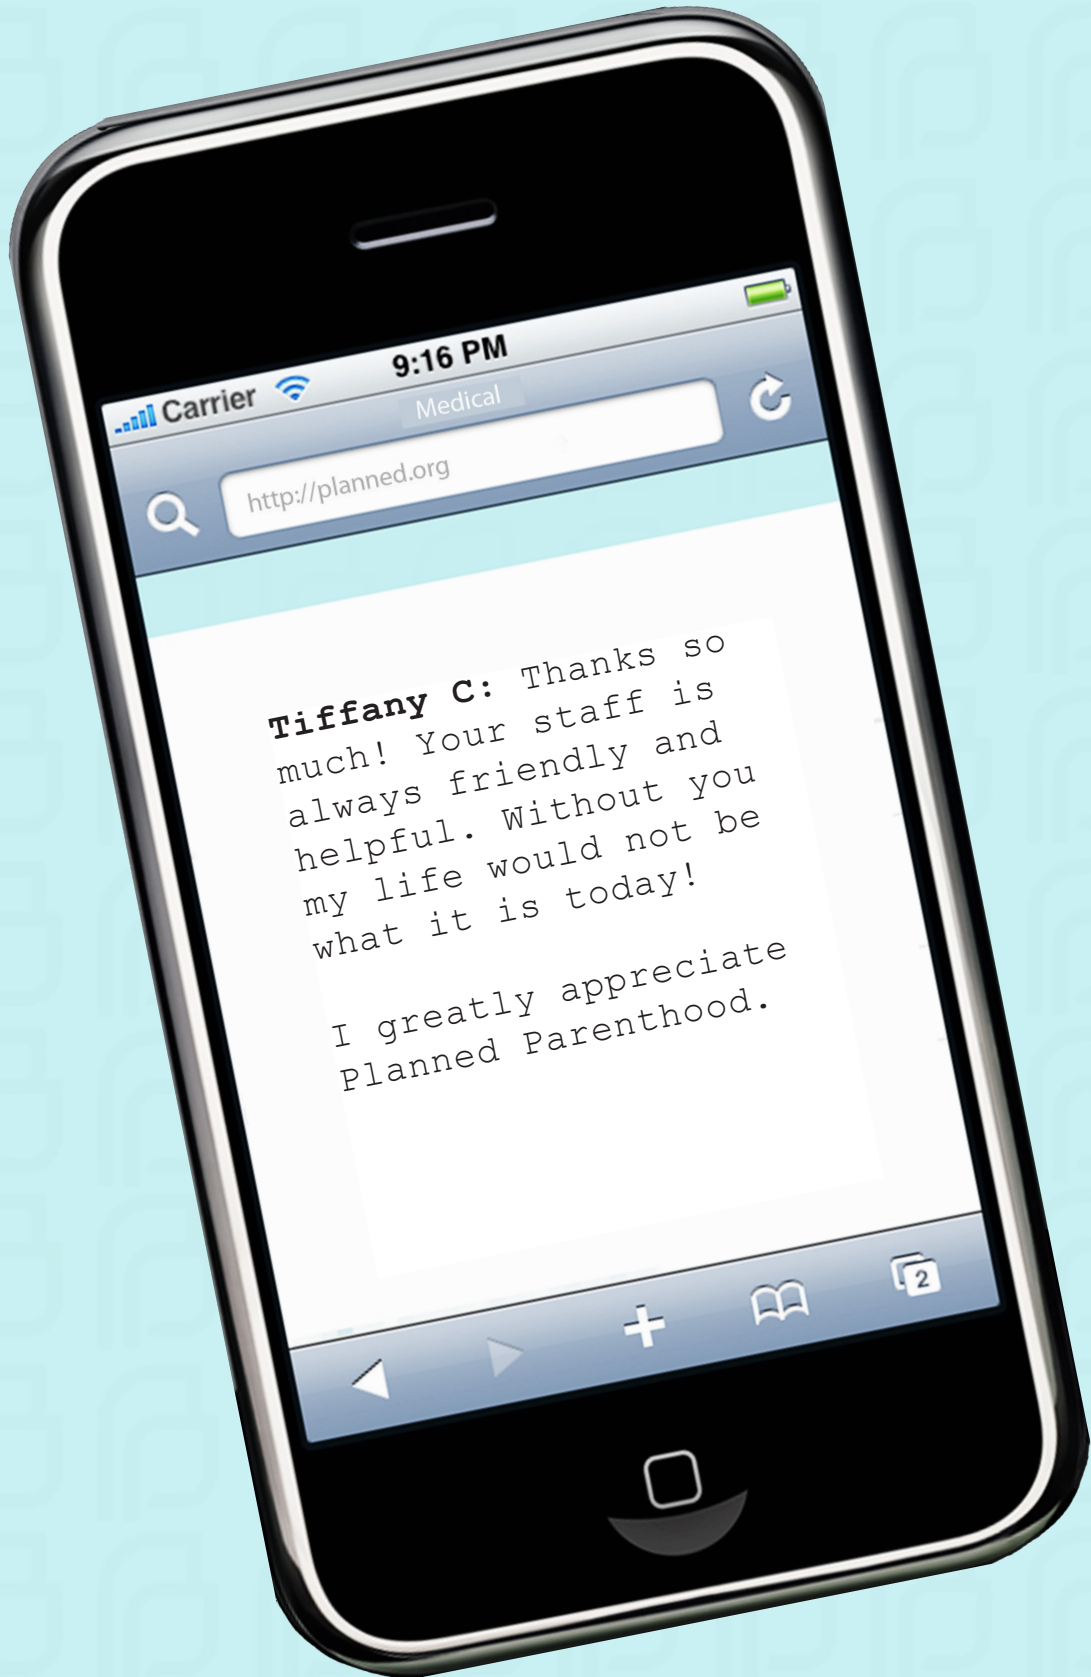 9:16 PM
Carrier
Medical
http://planned.org
Tiffany C: Thanks so
much! Your staff is
always friendly and
helpful. Without you
my life would not be
what it is today!
I greatly appreciate
Planned Parenthood.
2